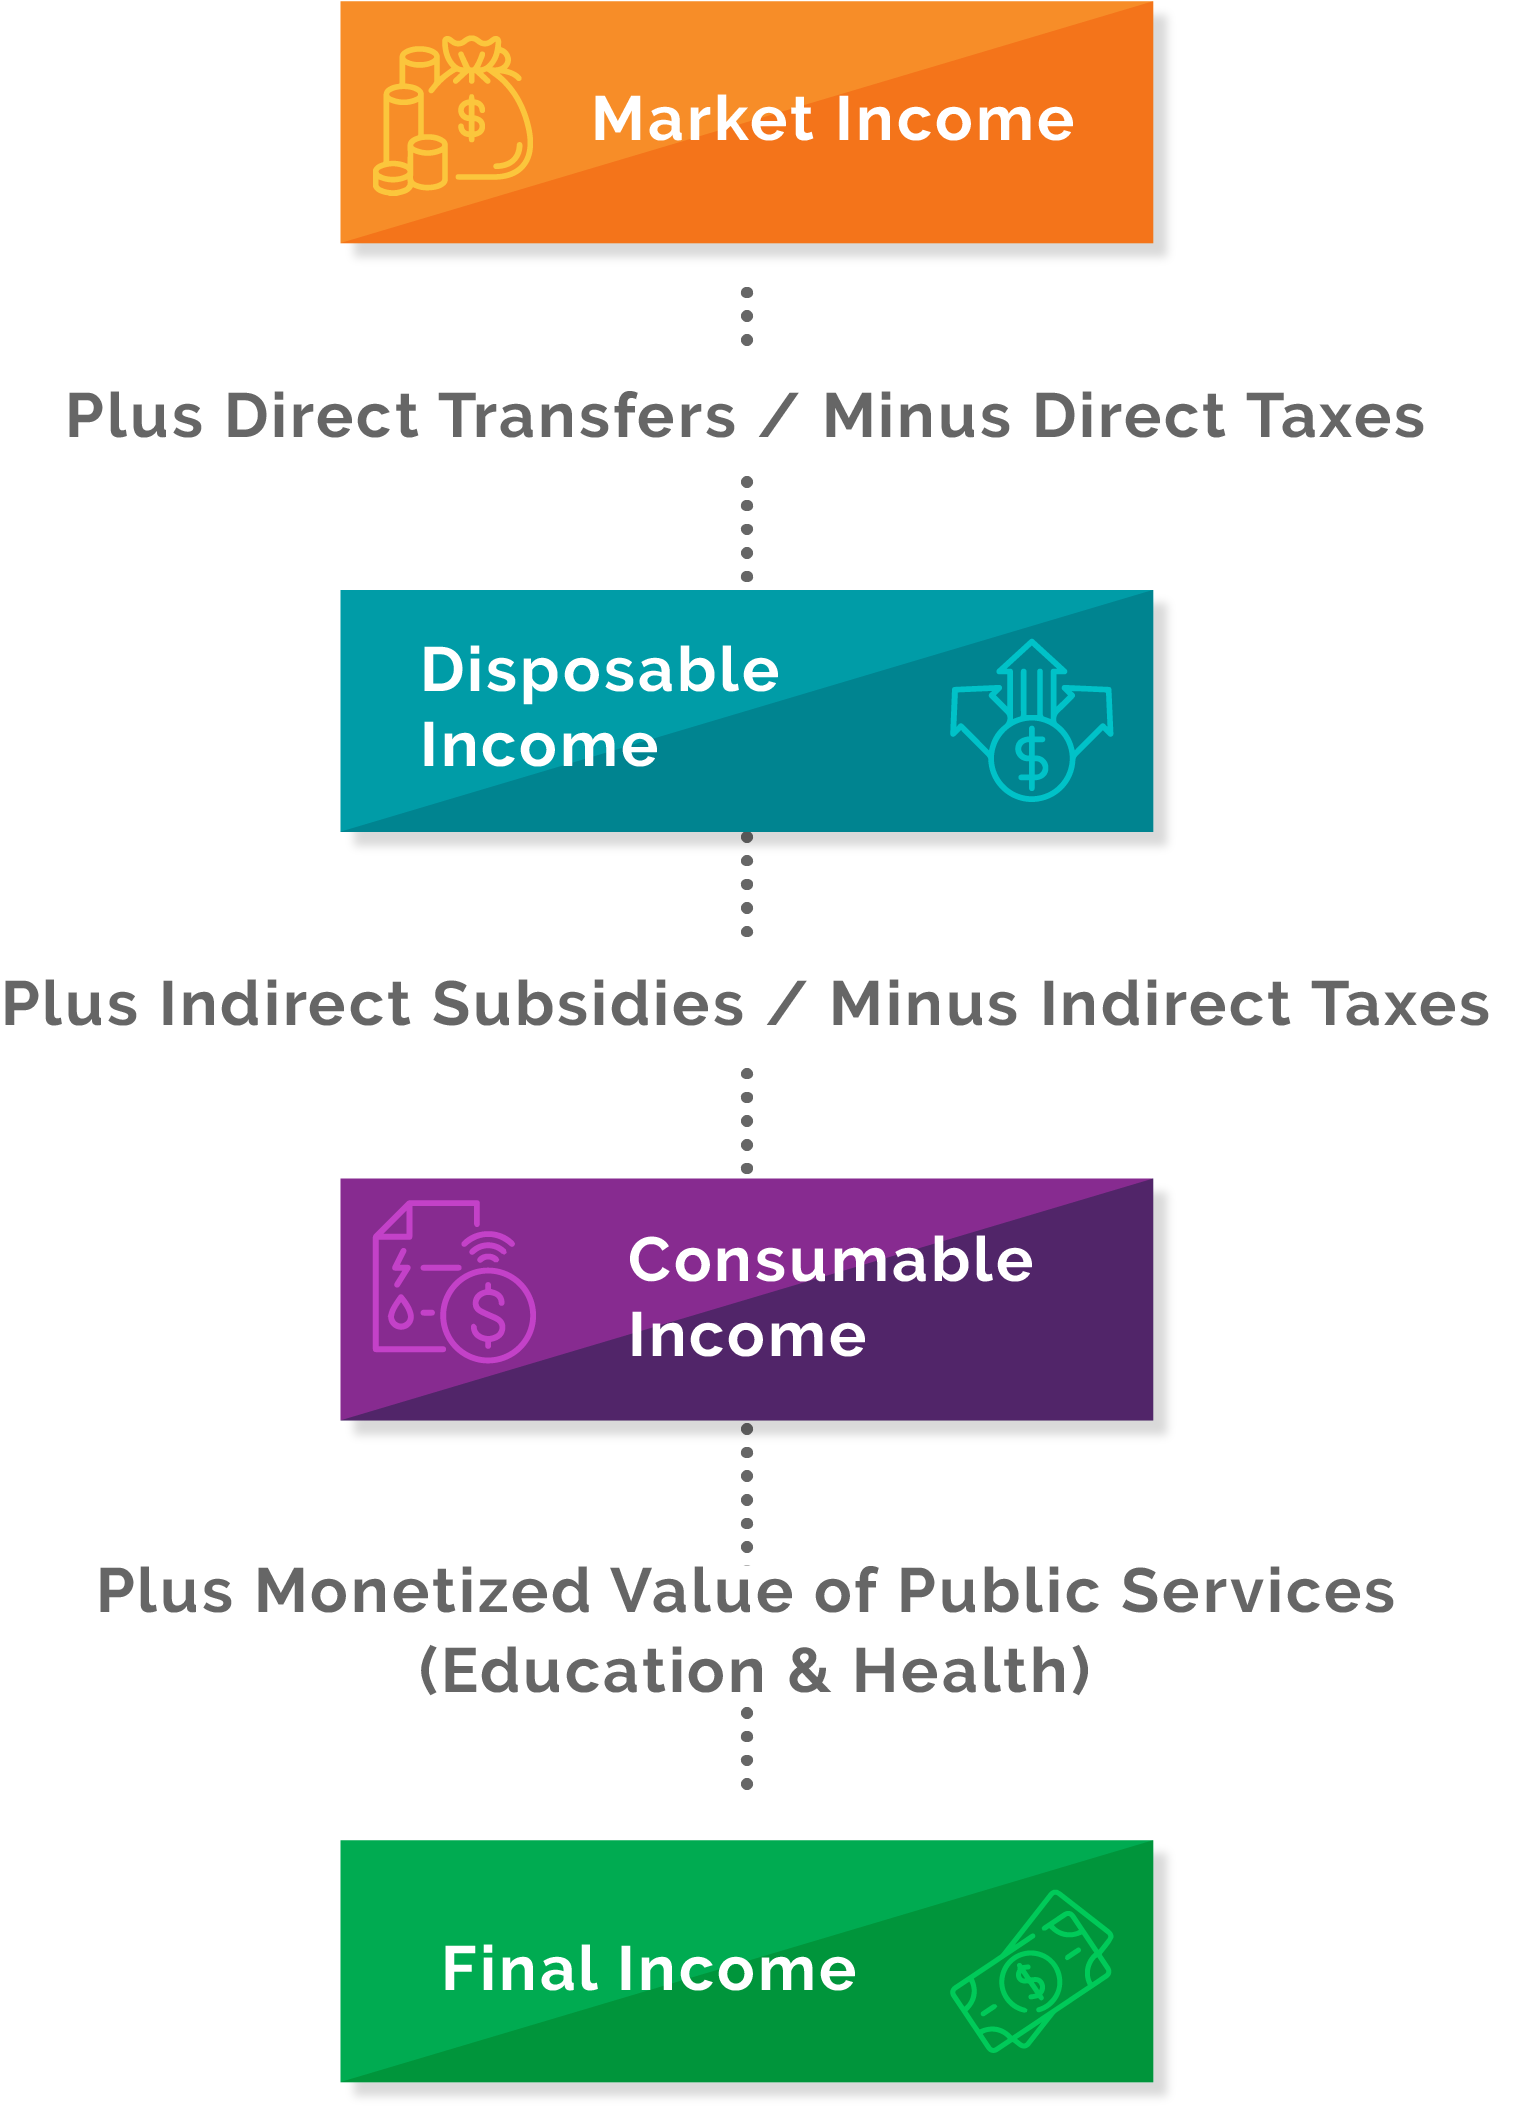 Market Income
Plus Direct Transfers / Minus Direct Taxes
Disposable
Income
Plus Indirect Subsidies / Minus Indirect Taxes
Consumable
Income
Plus Monetized Value of Public Services
(Education & Health)
Final Income